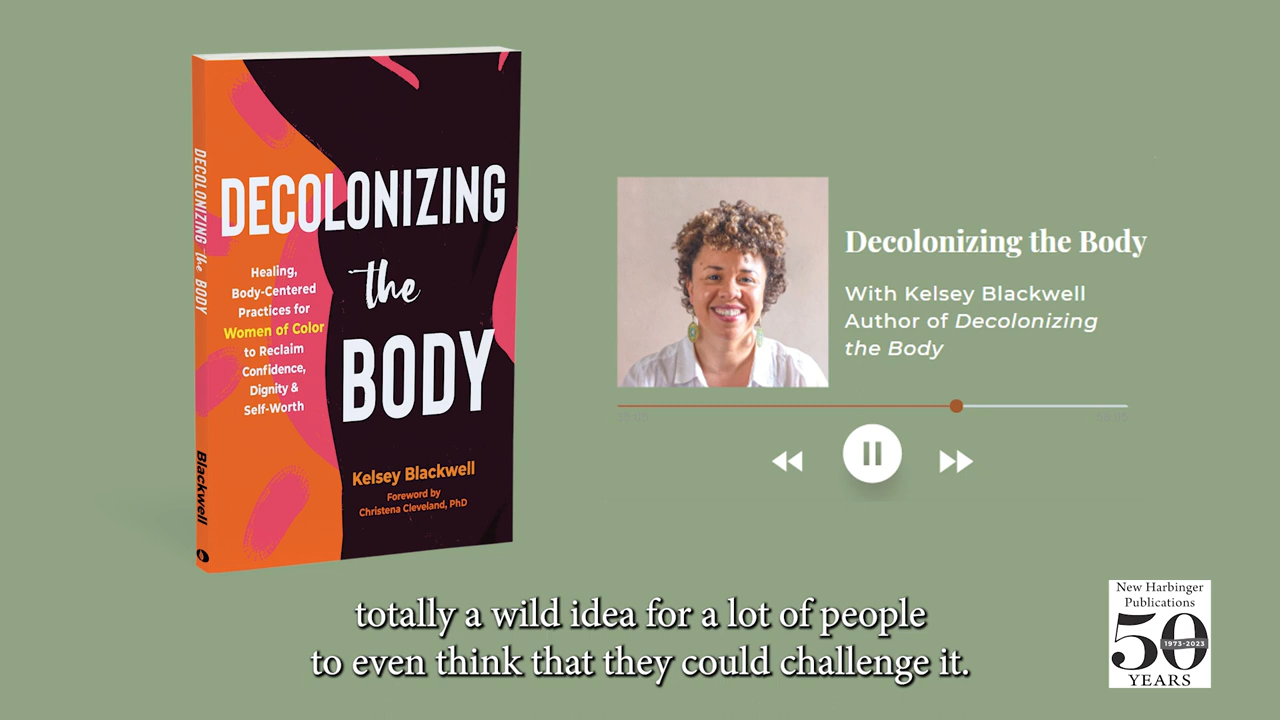 DECOLONIZING the BODY
Blackwell
DECOLONIZING
the
BODY
Healing,
Body-Centered
Practices for
Women of Color
to Reclaim
Confidence,
Dignity &
Self-Worth
Kelsey Blackwell
Foreword by
Christena Cleveland, PhD
Decolonizing the Body
With Kelsey Blackwell
Author of Decolonizing
the Body
totally a wild idea for a lot of people
to even think that they could challenge it.
New Harbinger
Publications
50
1973-2023
YEARS